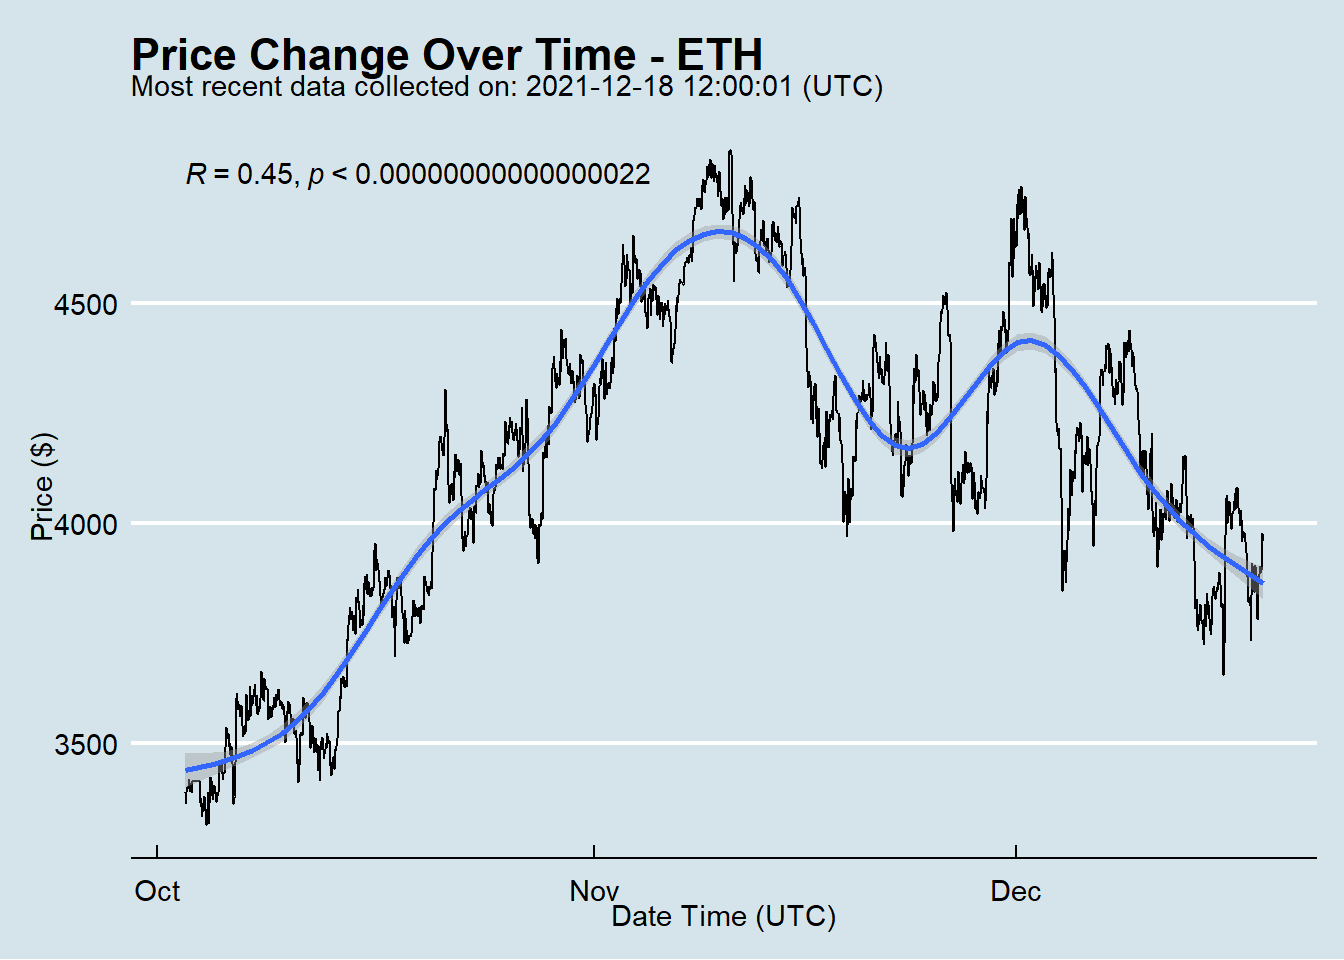 Price Change Over Time - ETH
Most recent data collected on: 2021-12-18 12:00:01 (UTC)
R = 0.45, p < 0.00000000000000022
4500
4000
3500
Price ($)
Oct
Nov
Dec
Date Time (UTC)